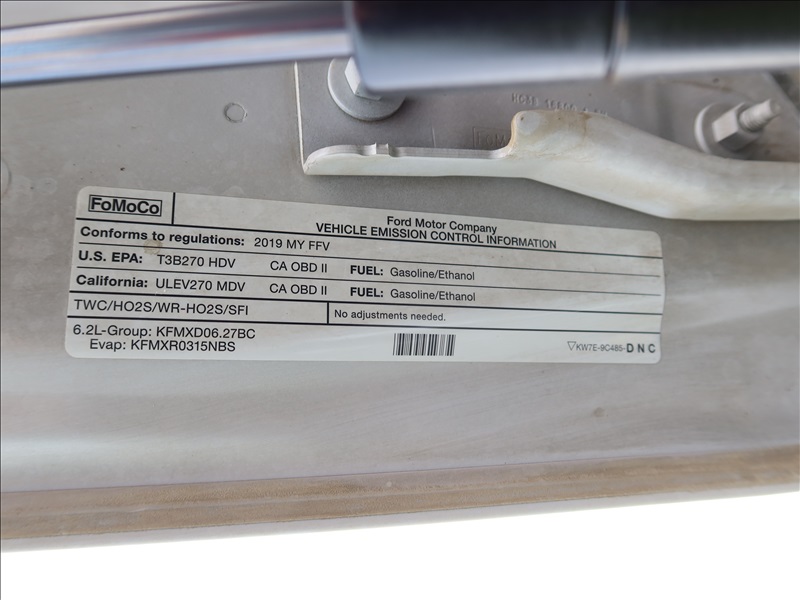 FoMoCo
Ford Motor Company
VEHICLE EMISSION CONTROL INFORMATION
Conforms to regulations: 2019 MY FFV
U.S. EPA: T3B270 HDV CA OBD II FUEL: Gasoline/Ethanol
California: ULEV270 MDV CA OBD II FUEL: Gasoline/Ethanol
TWC/HO2S/WR-HO2S/SFI No adjustments needed.
6.2L-Group: KFMXD06.27BC
Evap: KFMXR0315NBS
KW7E-9C485-DNC